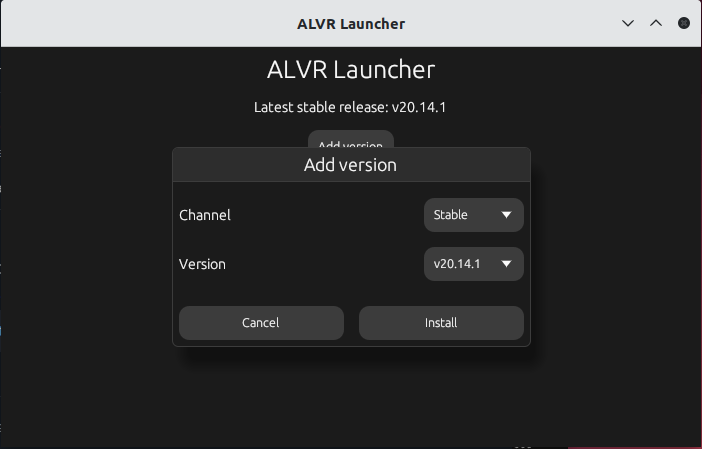 ALVR Launcher
ALVR Launcher
Latest stable release: v20.14.1
Add version
Add version
Channel
Stable
Version
v20.14.1
Cancel
Install